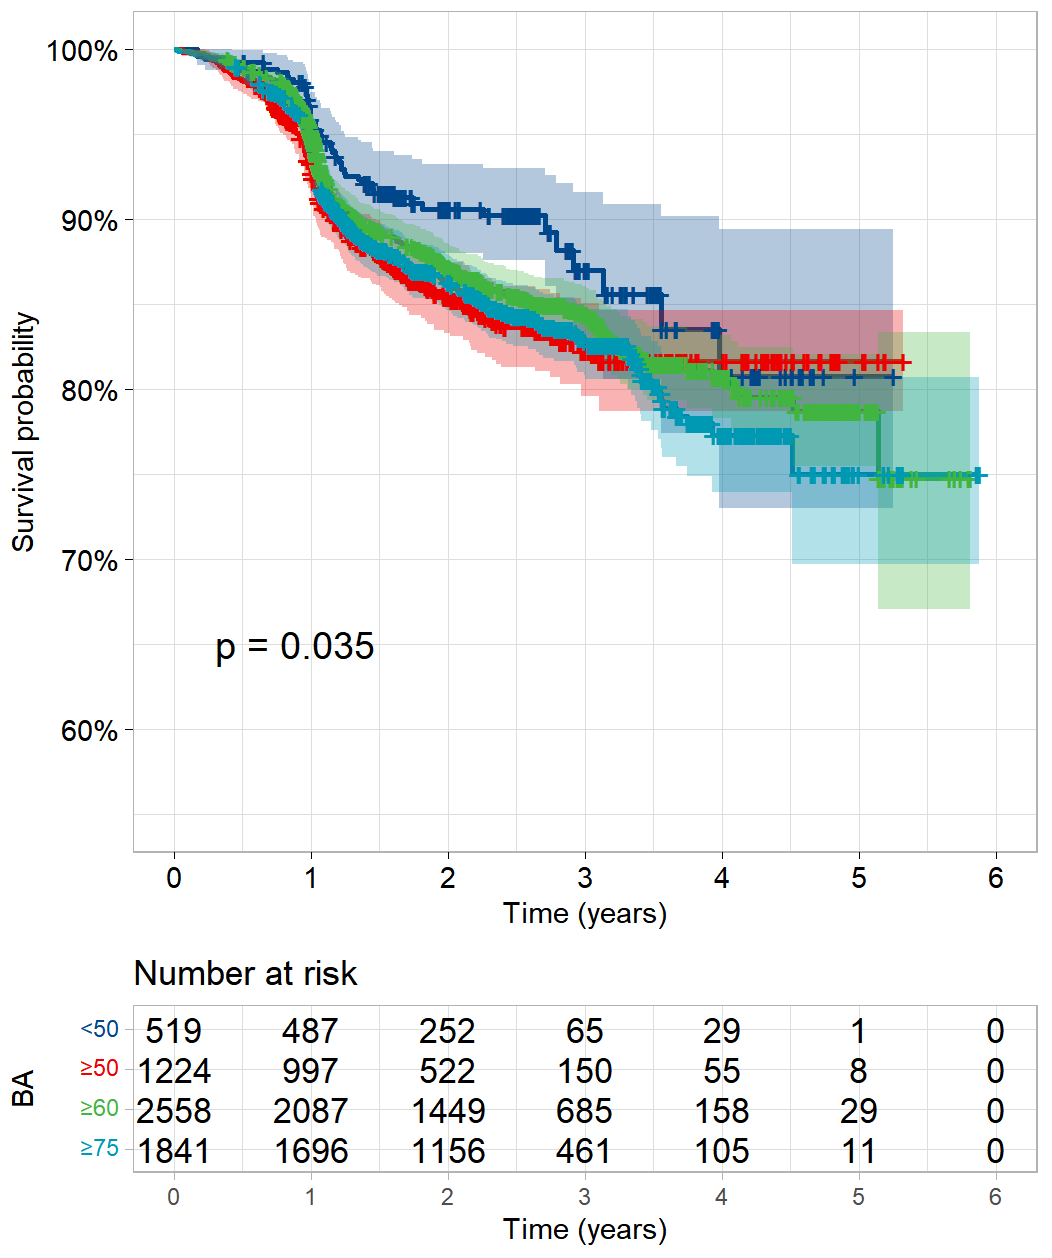 100%
90%
80%
70%
60%
Survival probability
p = 0.035
0 1 2 3 4 5 6
Time (years)
Number at risk
BA
<50 519 487 252 65 29 1 0
≥50 1224 997 522 150 55 8 0
≥60 2558 2087 1449 685 158 29 0
≥75 1841 1696 1156 461 105 11 0
0 1 2 3 4 5 6
Time (years)